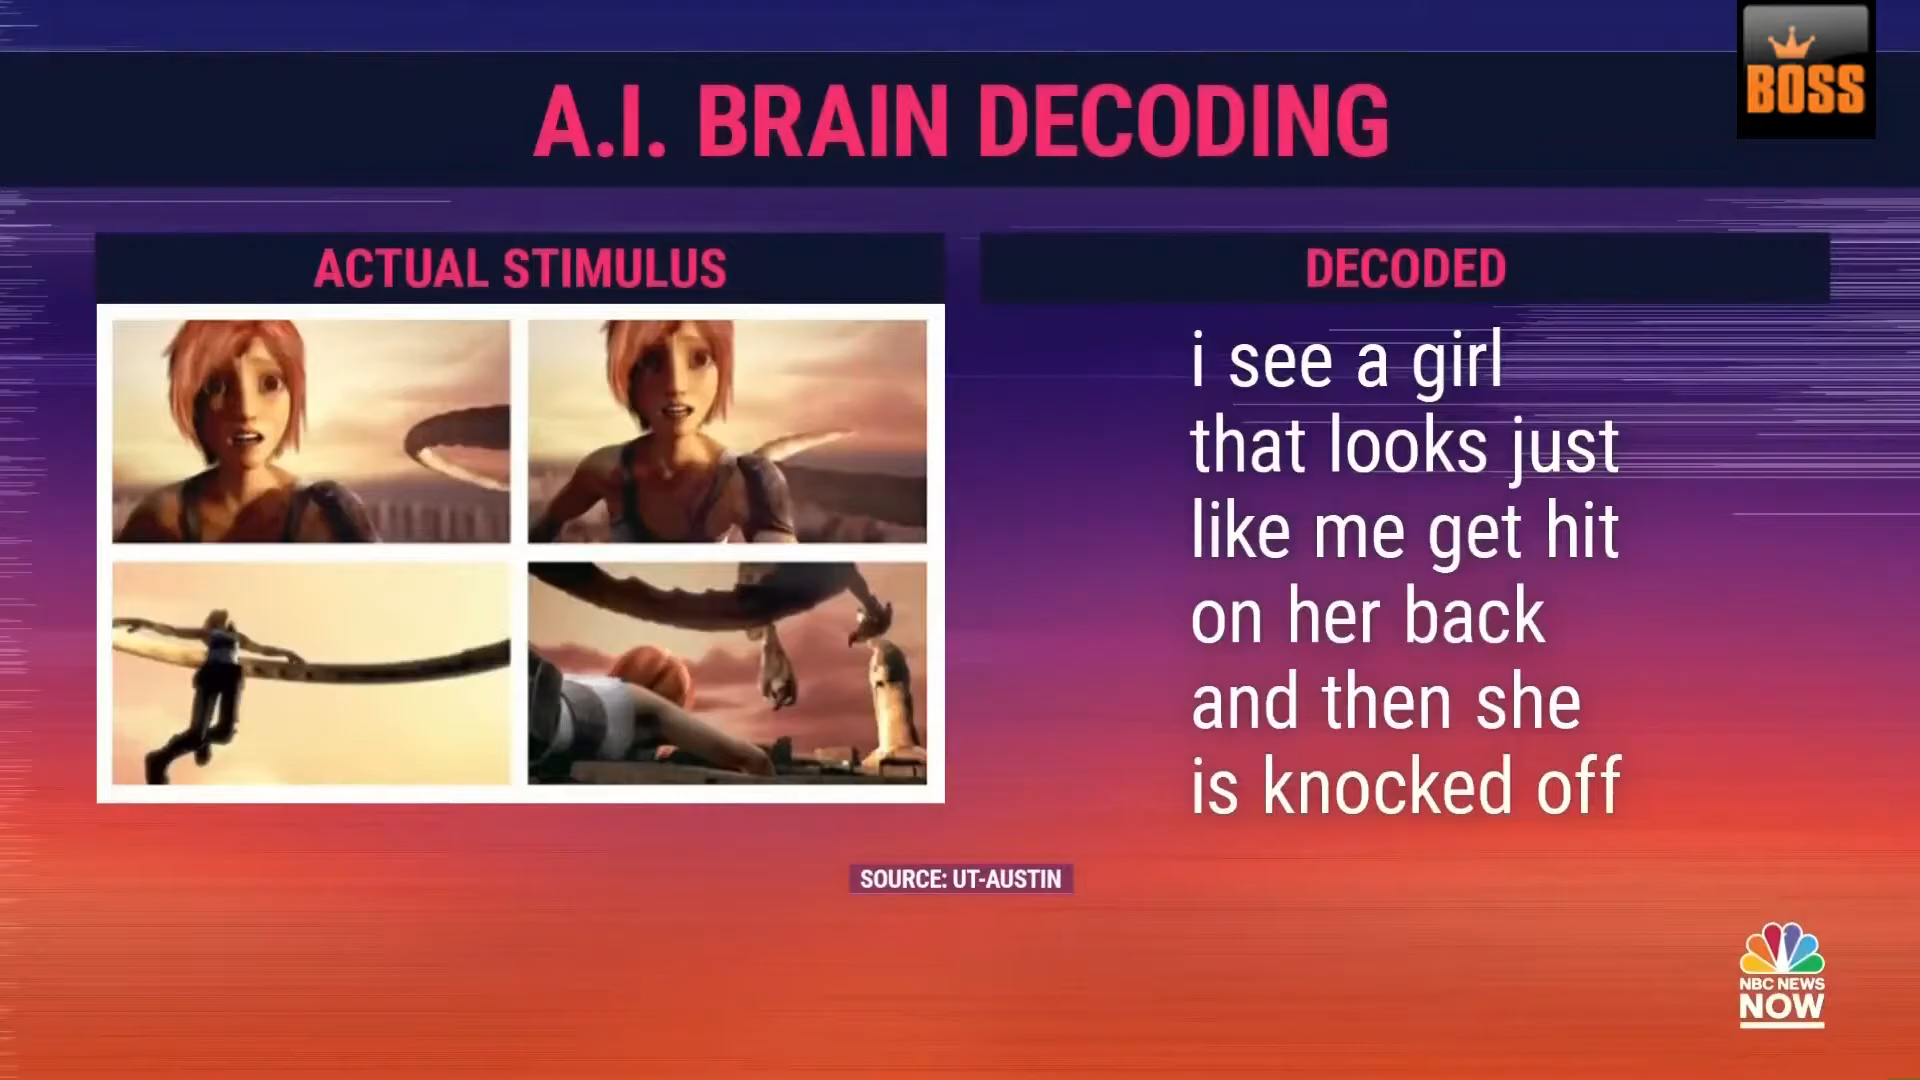 BOSS
A.I. BRAIN DECODING
ACTUAL STIMULUS
DECODED
i see a girl
that looks just
like me get hit
on her back
and then she
is knocked off
SOURCE: UT-AUSTIN
NBC NEWS
NOW